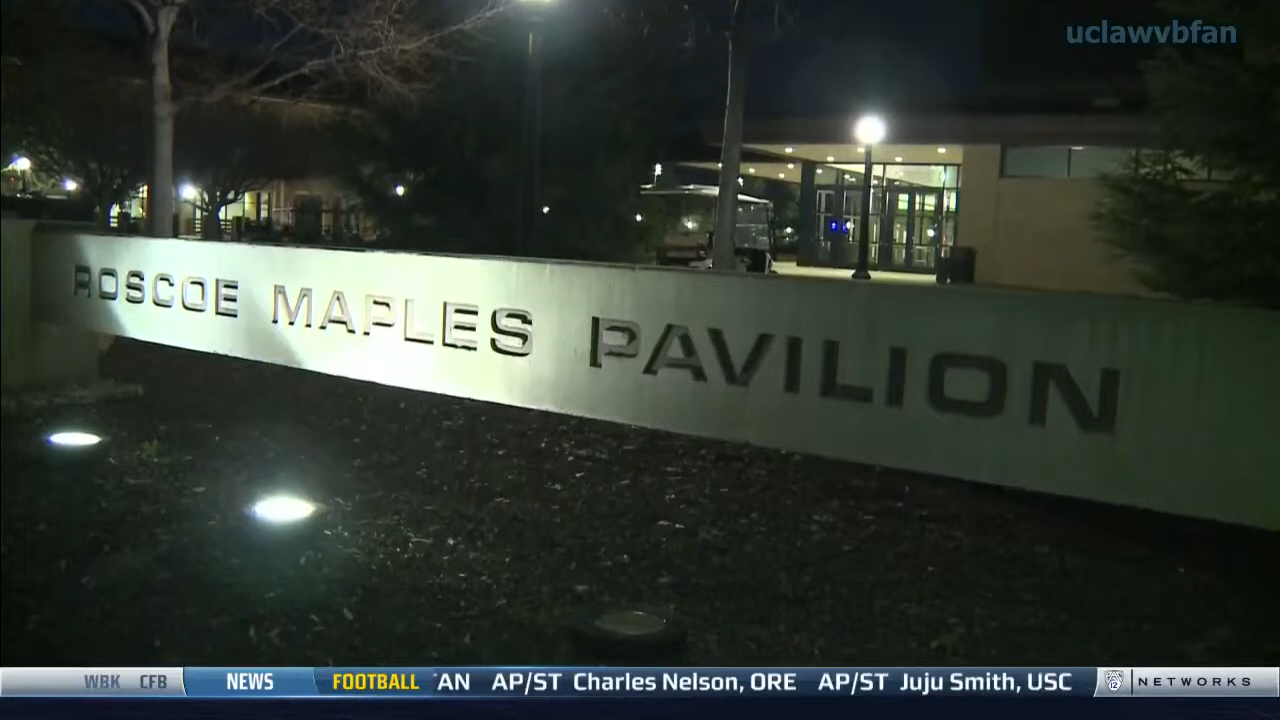 uclawvbfan
ROSCOE MAPLES PAVILION
WBK CFB NEWS FOOTBALL AN AP/ST Charles Nelson, ORE AP/ST Juju Smith, USC 12 NETWORKS